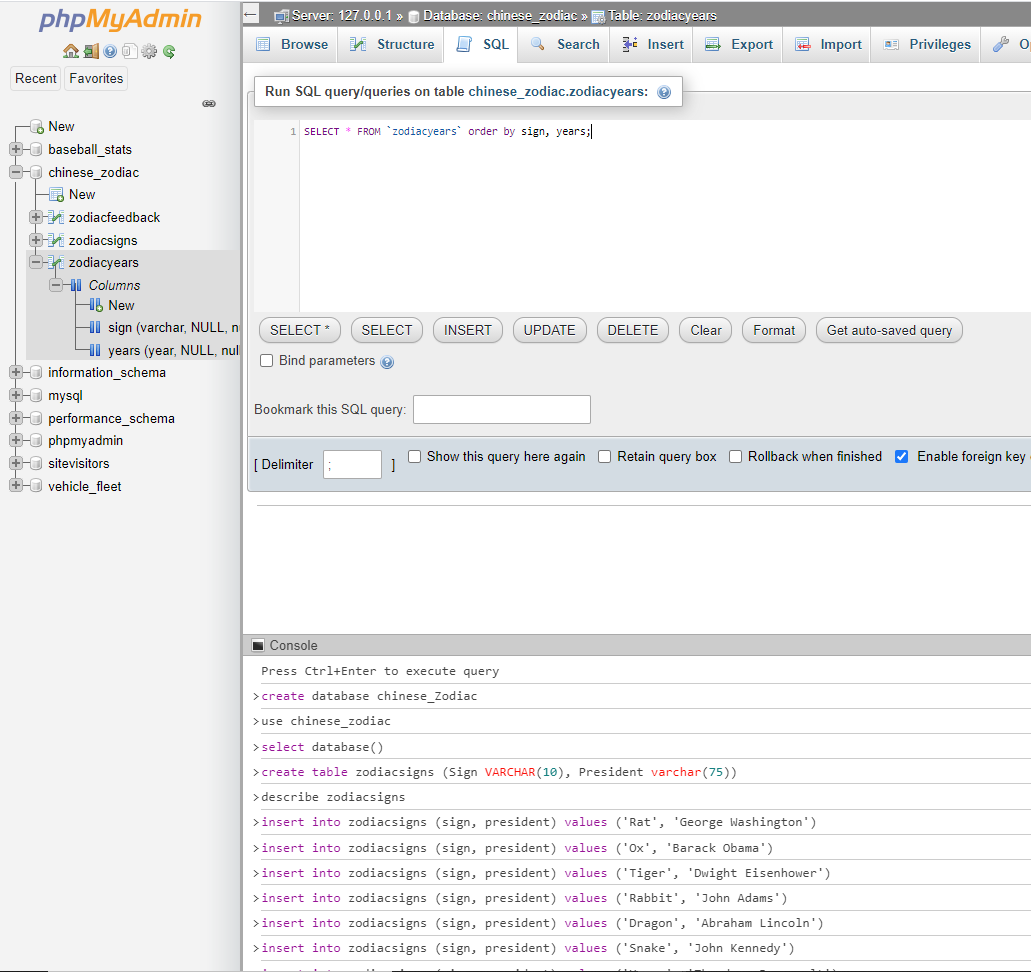 phpMyAdmin
Recent Favorites
New
baseball_stats
chinese_zodiac
New
zodiacfeedback
zodiacsigns
zodiacyears
Columns
New
sign (varchar, NULL, n
years (year, NULL, null
information_schema
mysql
performance_schema
phpmyadmin
sitevisitors
vehicle_fleet
Server: 127.0.0.1 » Database: chinese_zodiac » Table: zodiacyears
Browse Structure SQL Search Insert Export Import Privileges
Run SQL query/queries on table chinese_zodiac.zodiacyears:
1 SELECT * FROM `zodiacyears` order by sign, years;
SELECT * SELECT INSERT UPDATE DELETE Clear Format Get auto-saved query
Bind parameters
Bookmark this SQL query:
[ Delimiter ; ] Show this query here again Retain query box Rollback when finished Enable foreign key
Console
Press Ctrl+Enter to execute query
>create database chinese_Zodiac
>use chinese_zodiac
>select database()
>create table zodiacsigns (Sign VARCHAR(10), President varchar(75))
>describe zodiacsigns
>insert into zodiacsigns (sign, president) values ('Rat', 'George Washington')
>insert into zodiacsigns (sign, president) values ('Ox', 'Barack Obama')
>insert into zodiacsigns (sign, president) values ('Tiger', 'Dwight Eisenhower')
>insert into zodiacsigns (sign, president) values ('Rabbit', 'John Adams')
>insert into zodiacsigns (sign, president) values ('Dragon', 'Abraham Lincoln')
>insert into zodiacsigns (sign, president) values ('Snake', 'John Kennedy')